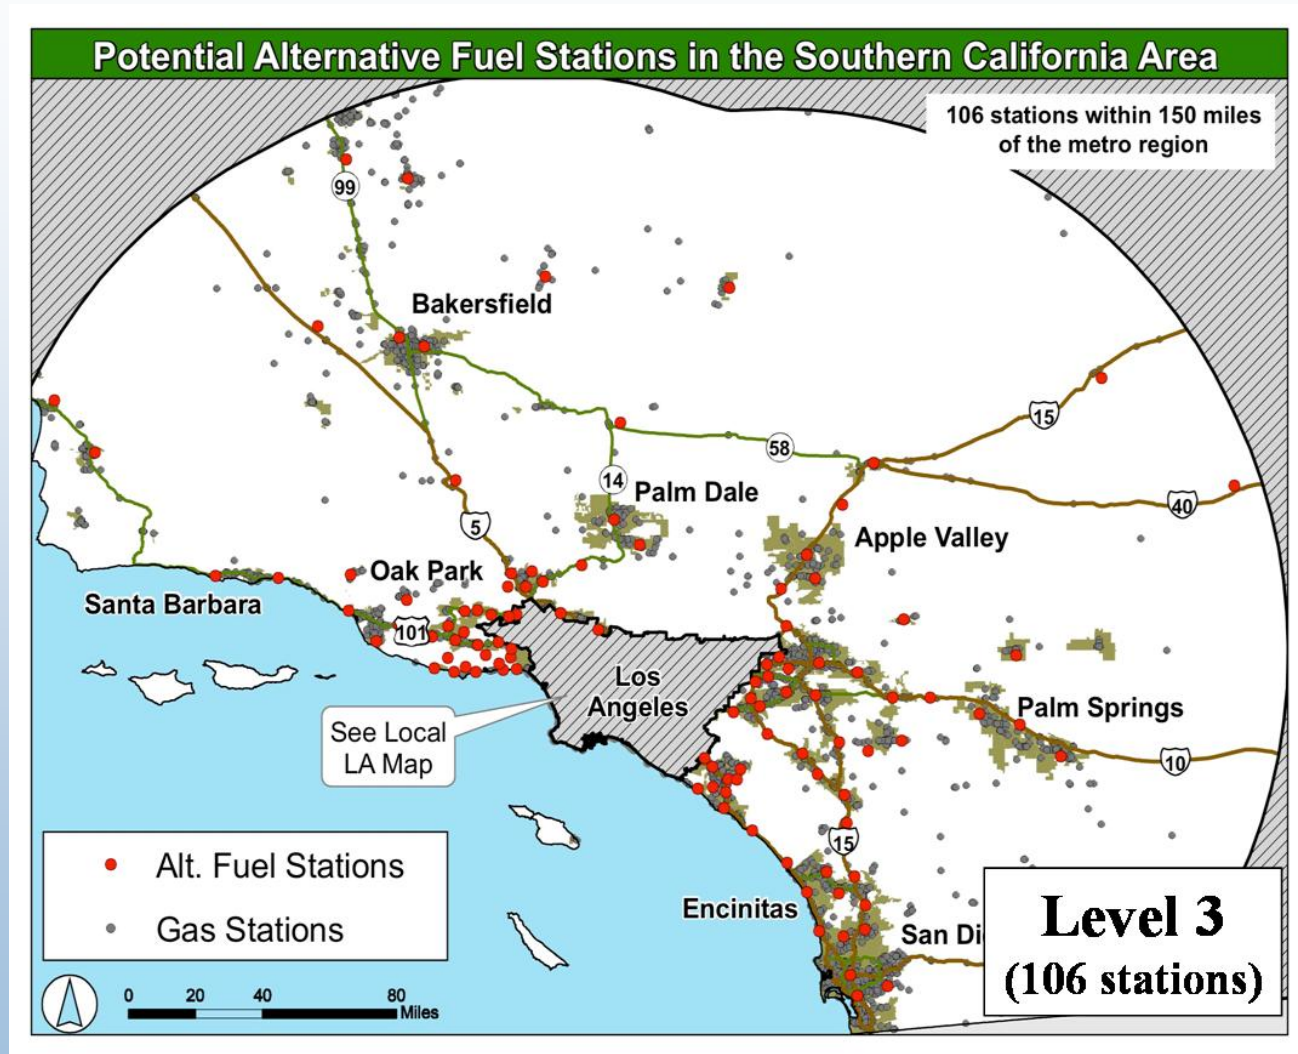 Potential Alternative Fuel Stations in the Southern California Area
106 stations within 150 miles
of the metro region
99
Bakersfield
15
58
14
Palm Dale
40
5
Apple Valley
Oak Park
Santa Barbara
101
Los
Angeles
Palm Springs
See Local
LA Map
10
15
Alt. Fuel Stations
Gas Stations
Encinitas
San Di
Level 3
(106 stations)
0 20 40 80
Miles